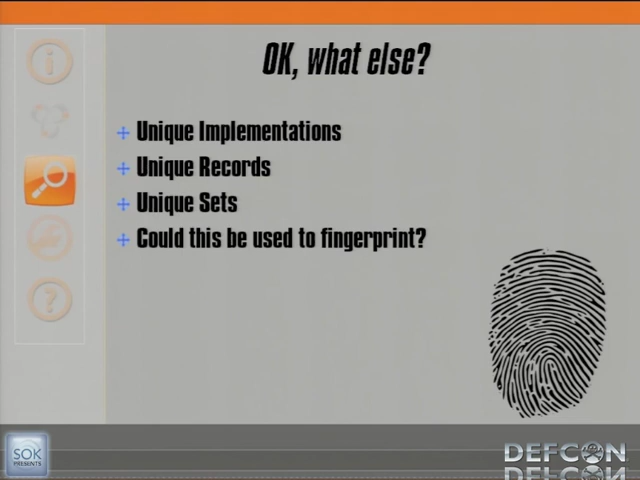 OK, what else?
Unique Implementations
Unique Records
Unique Sets
Could this be used to fingerprint?
SOK
PRESENTS
DEFCON